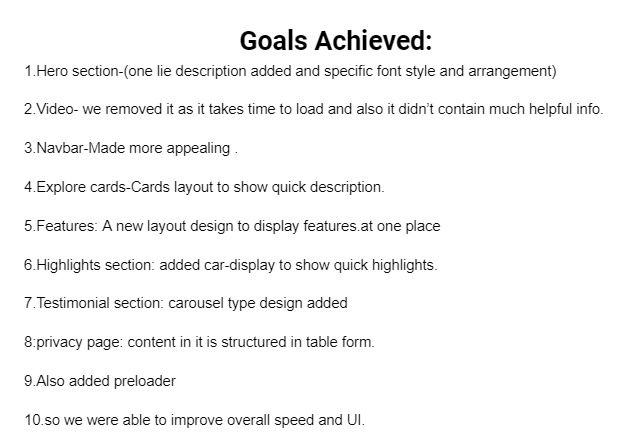 Goals Achieved:
1.Hero section-(one lie description added and specific font style and arrangement)
2.Video- we removed it as it takes time to load and also it didn’t contain much helpful info.
3.Navbar-Made more appealing .
4.Explore cards-Cards layout to show quick description.
5.Features: A new layout design to display features.at one place
6.Highlights section: added car-display to show quick highlights.
7.Testimonial section: carousel type design added
8:privacy page: content in it is structured in table form.
9.Also added preloader
10.so we were able to improve overall speed and UI.